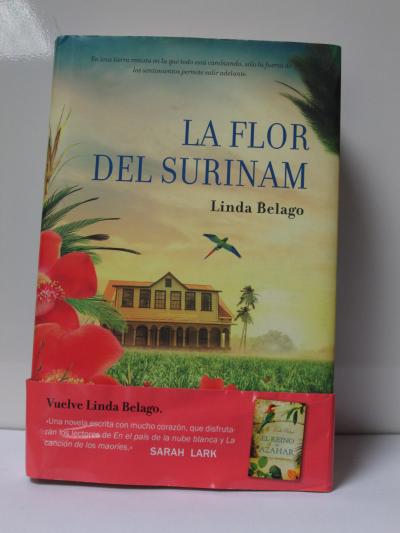 En una tierra remota en la que todo está cambiando, sólo la fuerza de
los sentimientos permite salir adelante.
LA FLOR
DEL SURINAM
Linda Belago
Vuelve Linda Belago.
«Una novela escrita con mucho corazón, que disfruta-
rán los lectores de En el país de la nube blanca y La
canción de los maoríes.»
SARAH LARK
EL REINO
AZAHAR